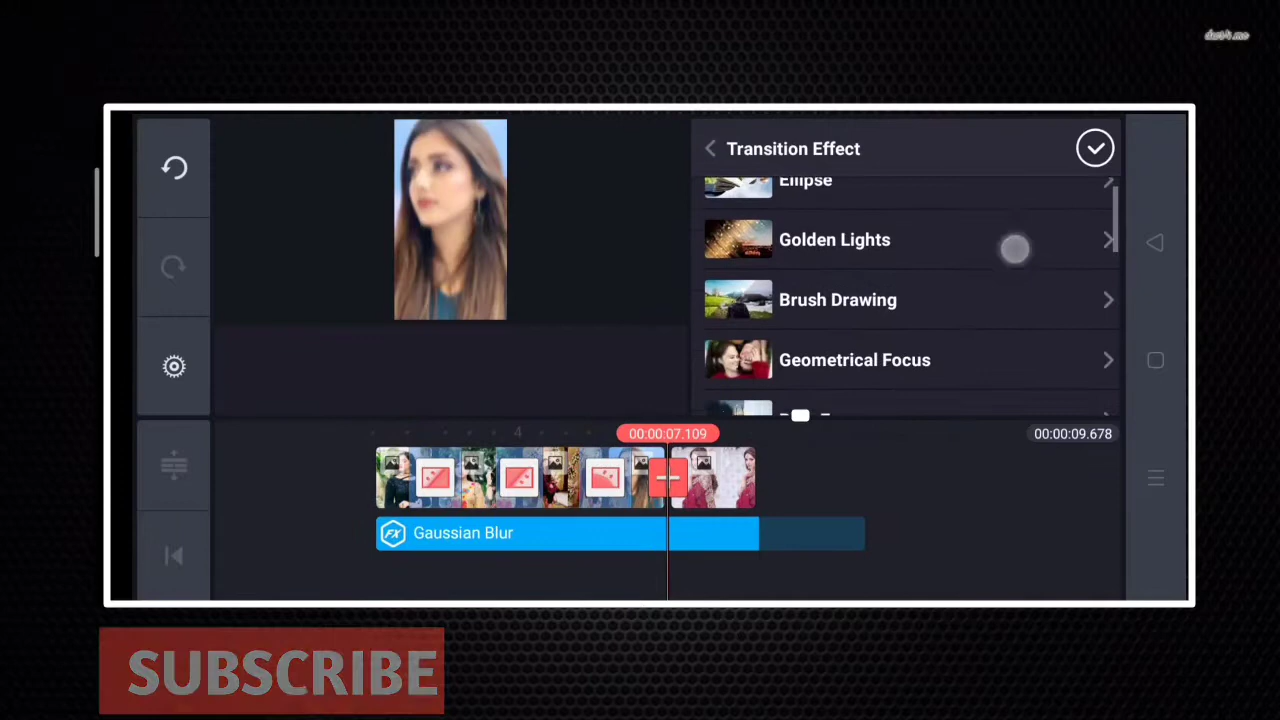 Transition Effect
Ellipse
Golden Lights
Brush Drawing
Geometrical Focus
4
00:00:07.109
00:00:09.678
FX Gaussian Blur
SUBSCRIBE